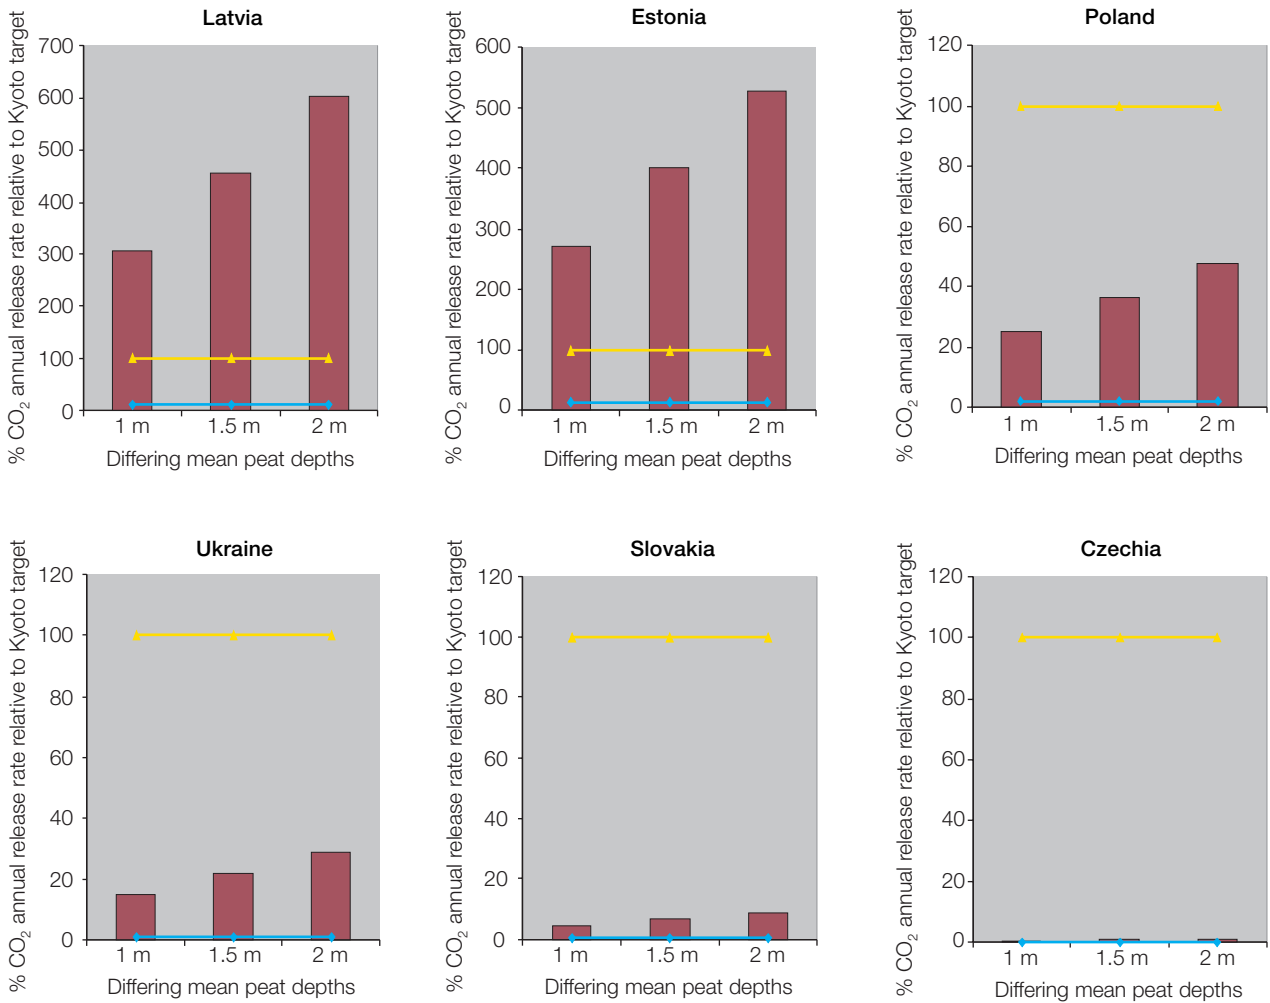 Latvia
% CO₂ annual release rate relative to Kyoto target
700
600
500
400
300
200
100
0
1 m
1.5 m
2 m
Differing mean peat depths
Estonia
% CO₂ annual release rate relative to Kyoto target
600
500
400
300
200
100
0
1 m
1.5 m
2 m
Differing mean peat depths
Poland
% CO₂ annual release rate relative to Kyoto target
120
100
80
60
40
20
0
1 m
1.5 m
2 m
Differing mean peat depths
Ukraine
% CO₂ annual release rate relative to Kyoto target
120
100
80
60
40
20
0
1 m
1.5 m
2 m
Differing mean peat depths
Slovakia
% CO₂ annual release rate relative to Kyoto target
120
100
80
60
40
20
0
1 m
1.5 m
2 m
Differing mean peat depths
Czechia
% CO₂ annual release rate relative to Kyoto target
120
100
80
60
40
20
0
1 m
1.5 m
2 m
Differing mean peat depths